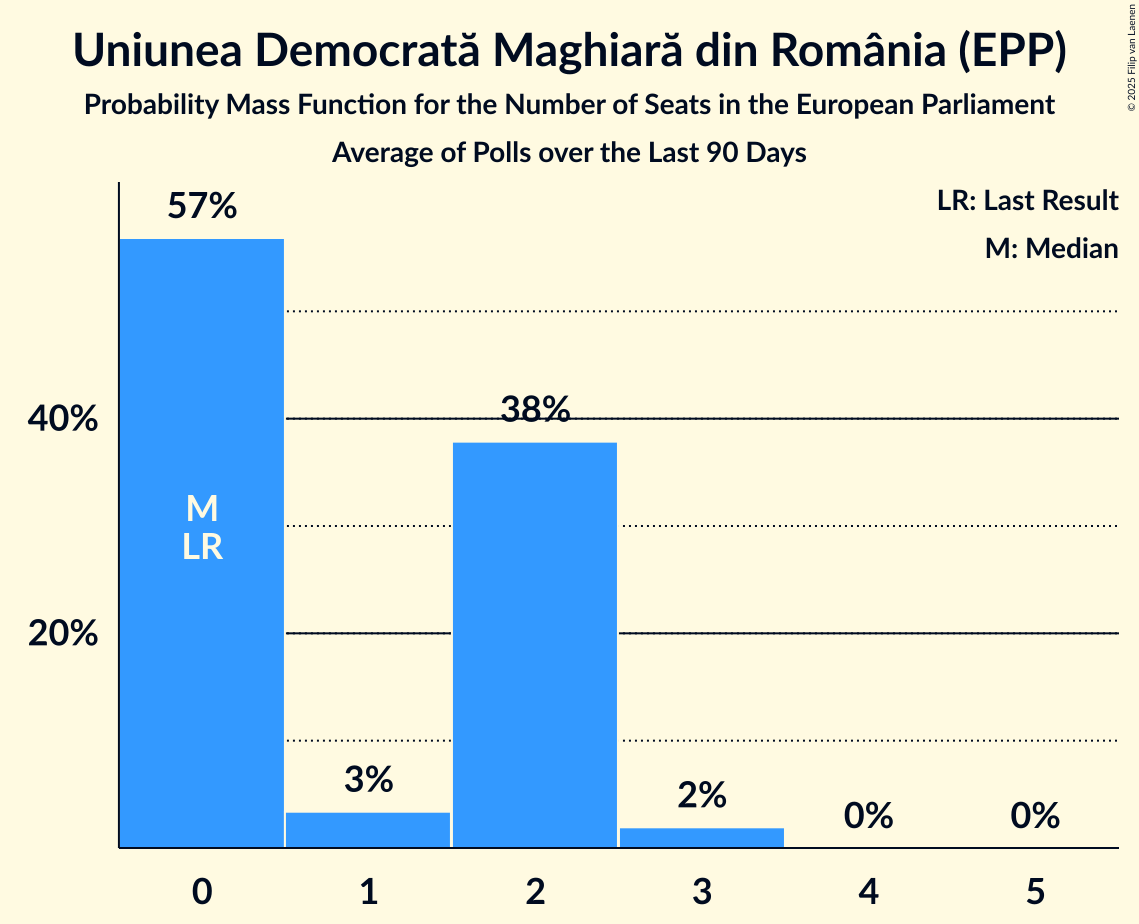 Uniunea Democrată Maghiară din România (EPP)
Probability Mass Function for the Number of Seats in the European Parliament
Average of Polls over the Last 90 Days
© 2025 Filip van Laenen
LR: Last Result
M: Median
57%
40%
38%
M
LR
20%
3%
2%
0%
0%
0
1
2
3
4
5